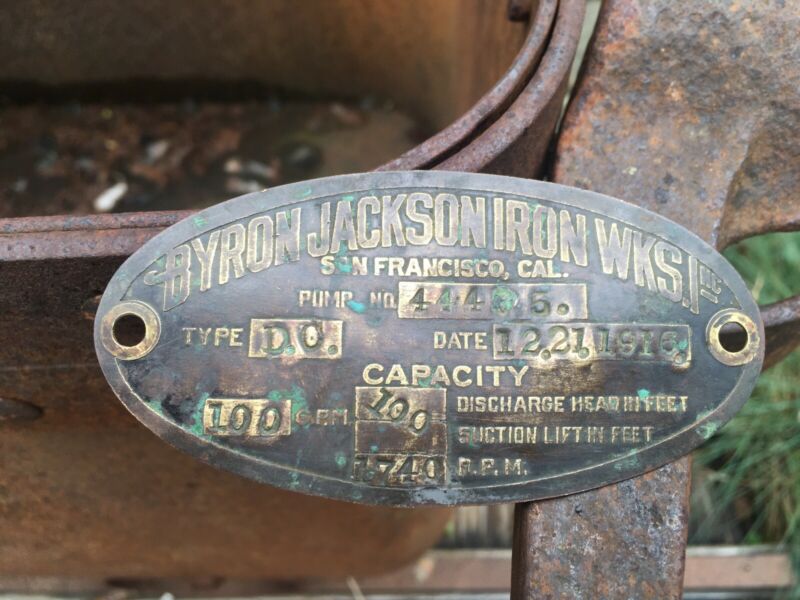 BYRON JACKSON IRON WKS. INC
SAN FRANCISCO, CAL.
PUMP NO.
TYPE D.C. DATE 12.21.1916.
CAPACITY
100 G.P.M. 100 DISCHARGE HEAD IN FEET
SUCTION LIFT IN FEET
1740 R.P.M.